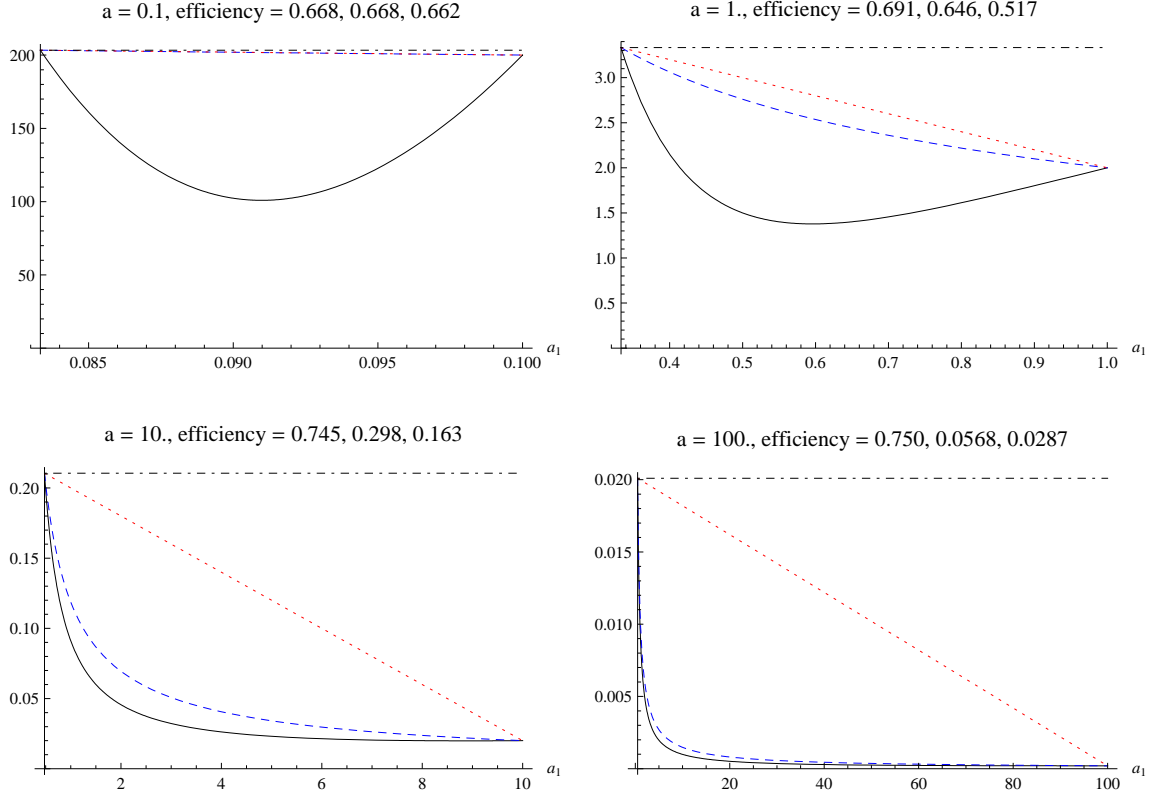 a = 0.1, efficiency = 0.668, 0.668, 0.662
200
150
100
50
0.085 0.090 0.095 0.100 a1
a = 1., efficiency = 0.691, 0.646, 0.517
3.0
2.5
2.0
1.5
1.0
0.5
0.4 0.5 0.6 0.7 0.8 0.9 1.0 a1
a = 10., efficiency = 0.745, 0.298, 0.163
0.20
0.15
0.10
0.05
2 4 6 8 10 a1
a = 100., efficiency = 0.750, 0.0568, 0.0287
0.020
0.015
0.010
0.005
20 40 60 80 100 a1